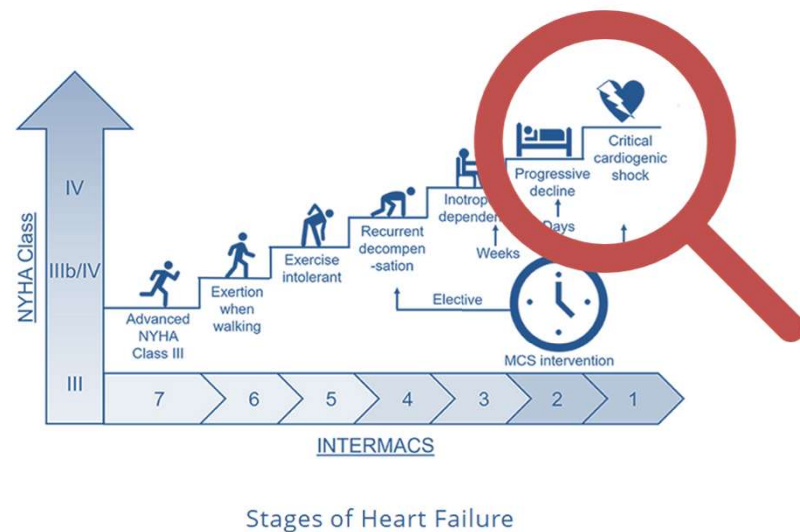 NYHA Class
IV
IIIb/IV
III
Advanced
NYHA
Class III
Exertion
when
walking
Exercise
intolerant
Recurrent
decompen
-sation
Inotrop
dependen
Progressive
decline
Critical
cardiogenic
shock
Elective
Weeks
Days
MCS intervention
7
6
5
4
3
2
1
INTERMACS
Stages of Heart Failure